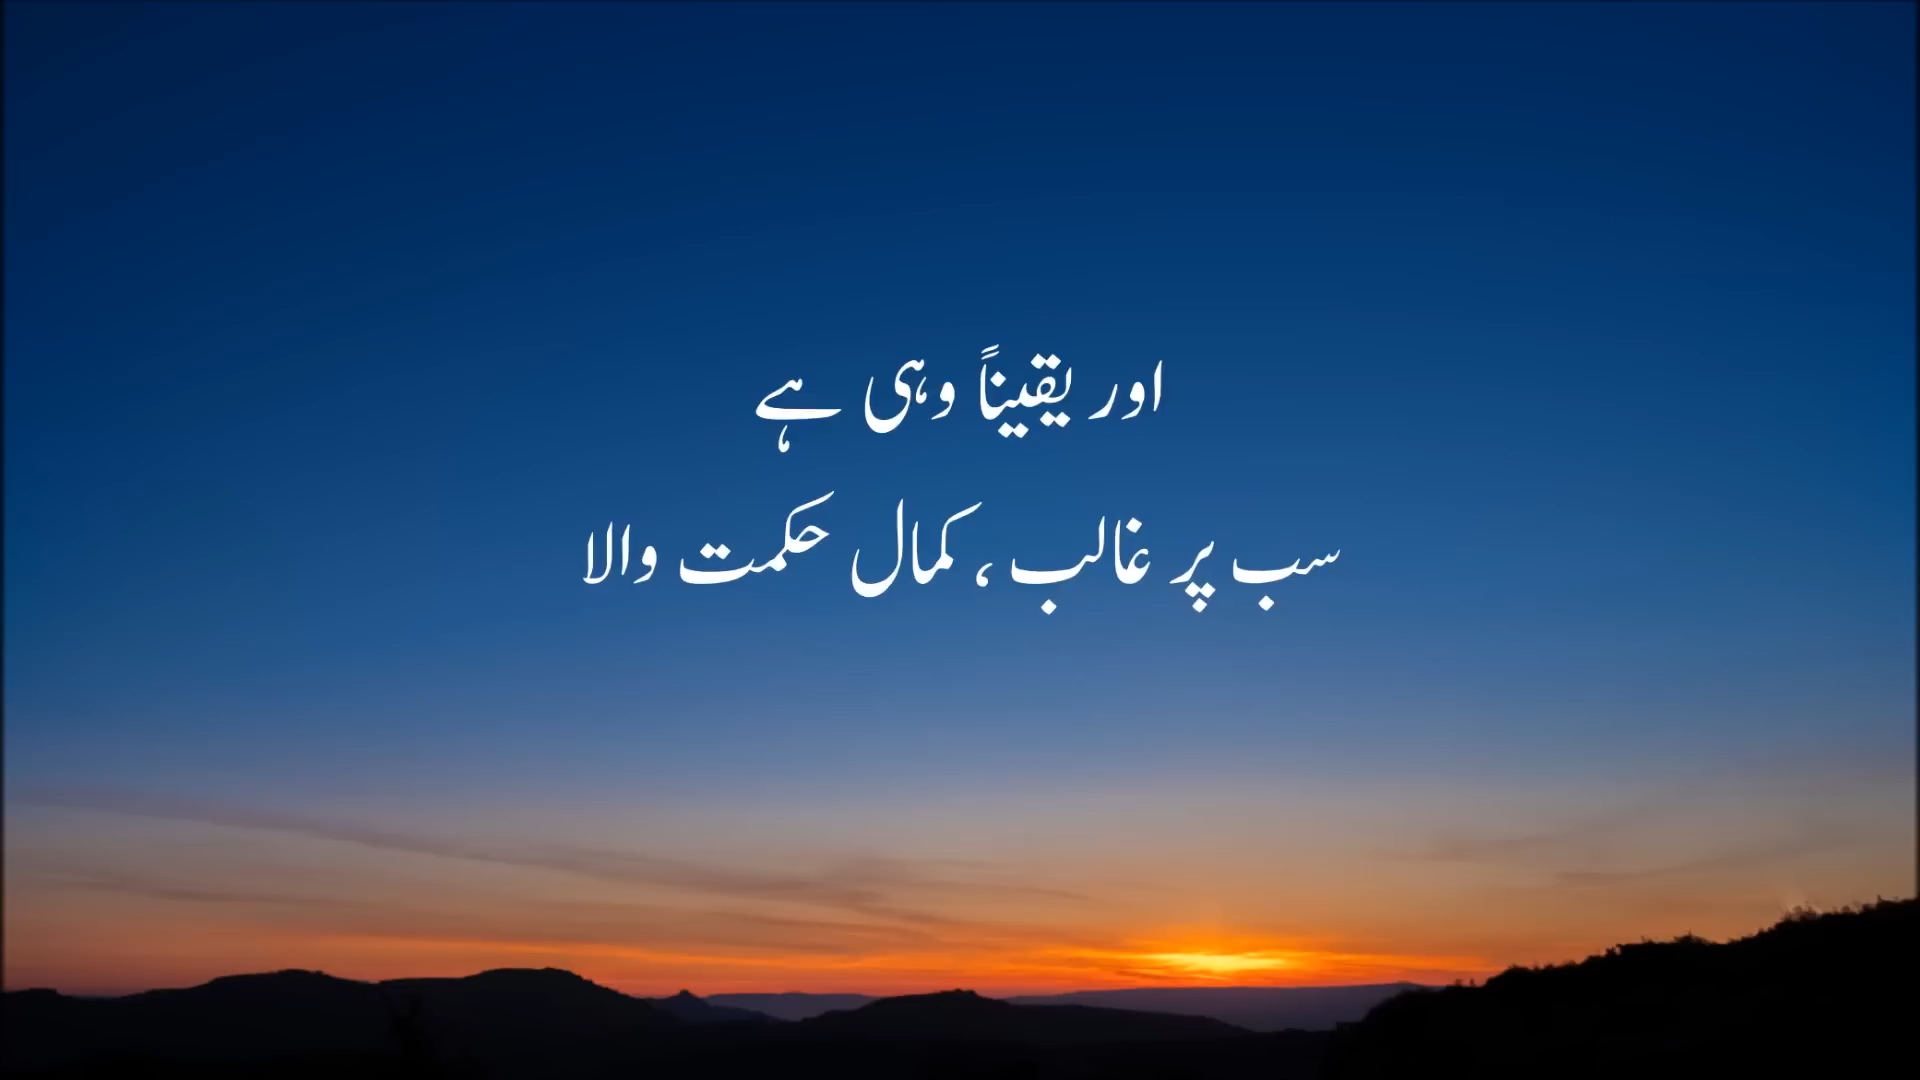 اور یقیناً وہی ہے
سب پر غالب، کمال حکمت والا